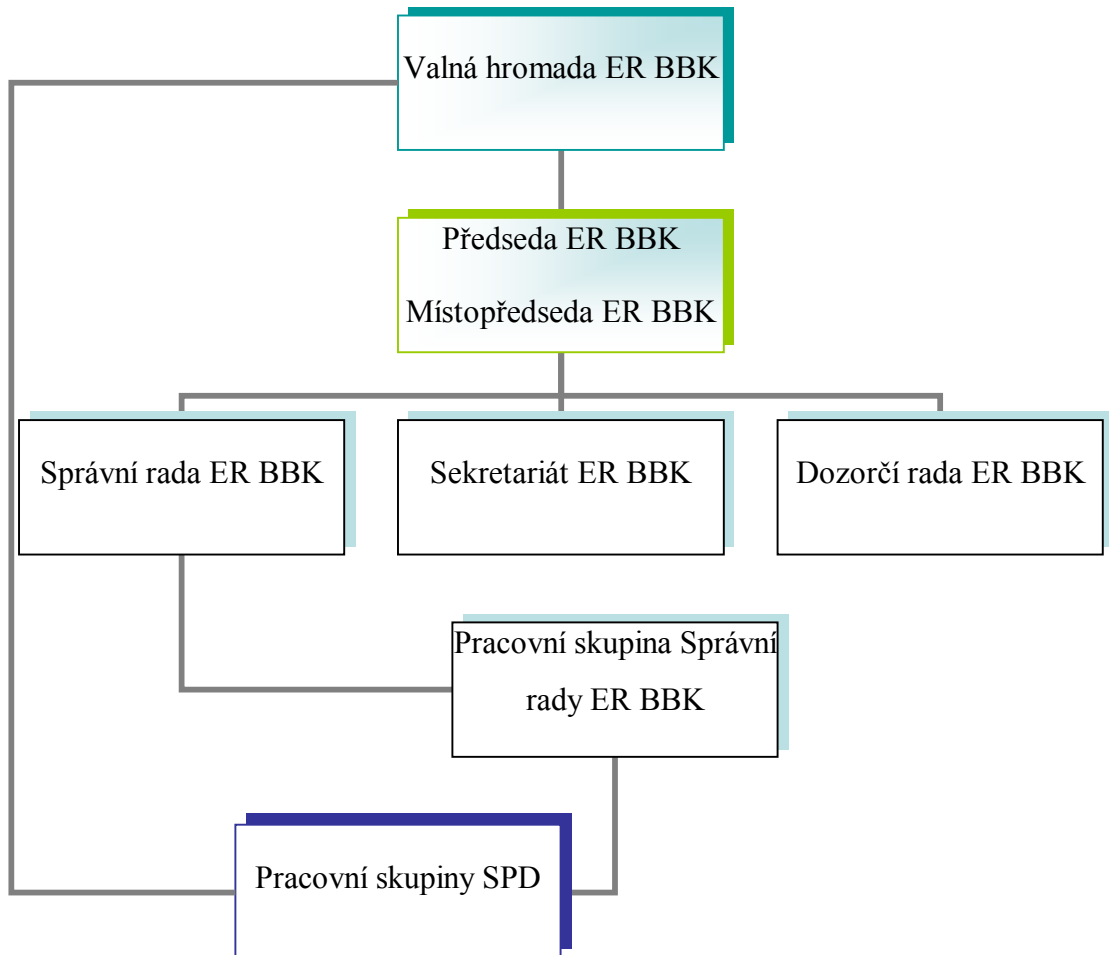 Valná hromada ER BBK
Předseda ER BBK
Místopředseda ER BBK
Správní rada ER BBK
Sekretariát ER BBK
Dozorčí rada ER BBK
Pracovní skupina Správní
rady ER BBK
Pracovní skupiny SPD